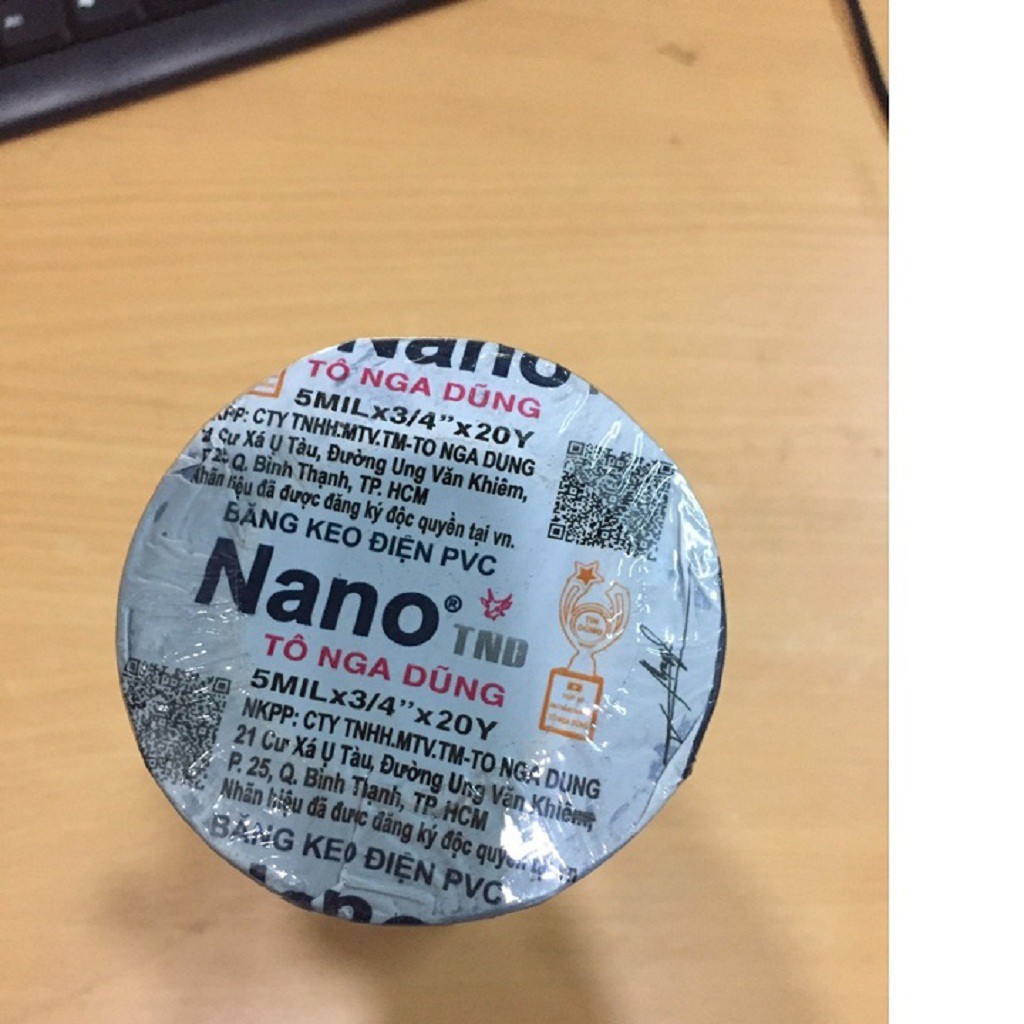 Nano
TÔ NGA DŨNG
5MILx3/4”x20Y
NKPP: CTY TNHH.MTV.TM-TO NGA DUNG
21 Cư Xá Ụ Tàu, Đường Ung Văn Khiêm,
P. 25, Q. Bình Thạnh, TP. HCM
Nhãn hiệu đã được đăng ký độc quyền tại vn.
BĂNG KEO ĐIỆN PVC
Nano® TND
TÔ NGA DŨNG
5MILx3/4”x20Y
NKPP: CTY TNHH.MTV.TM-TO NGA DUNG
21 Cư Xá Ụ Tàu, Đường Ung Văn Khiêm,
P. 25, Q. Bình Thạnh, TP. HCM
Nhãn hiệu đã được đăng ký độc quyền tại vn
BĂNG KEO ĐIỆN PVC